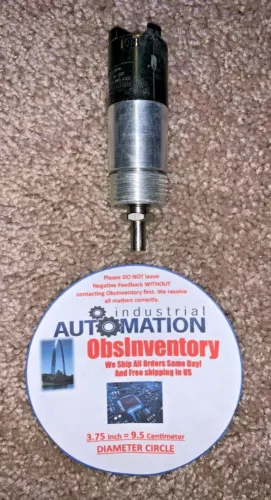 Please DO NOT leave
Negative Feedback WITHOUT
contacting ObsInventory first. We resolve
all matters correctly.
industrial
AUTOMATION
ObsInventory
We Ship All Orders Same Day!
And Free shipping in US
3.75 Inch = 9.5 Centimeter
DIAMETER CIRCLE